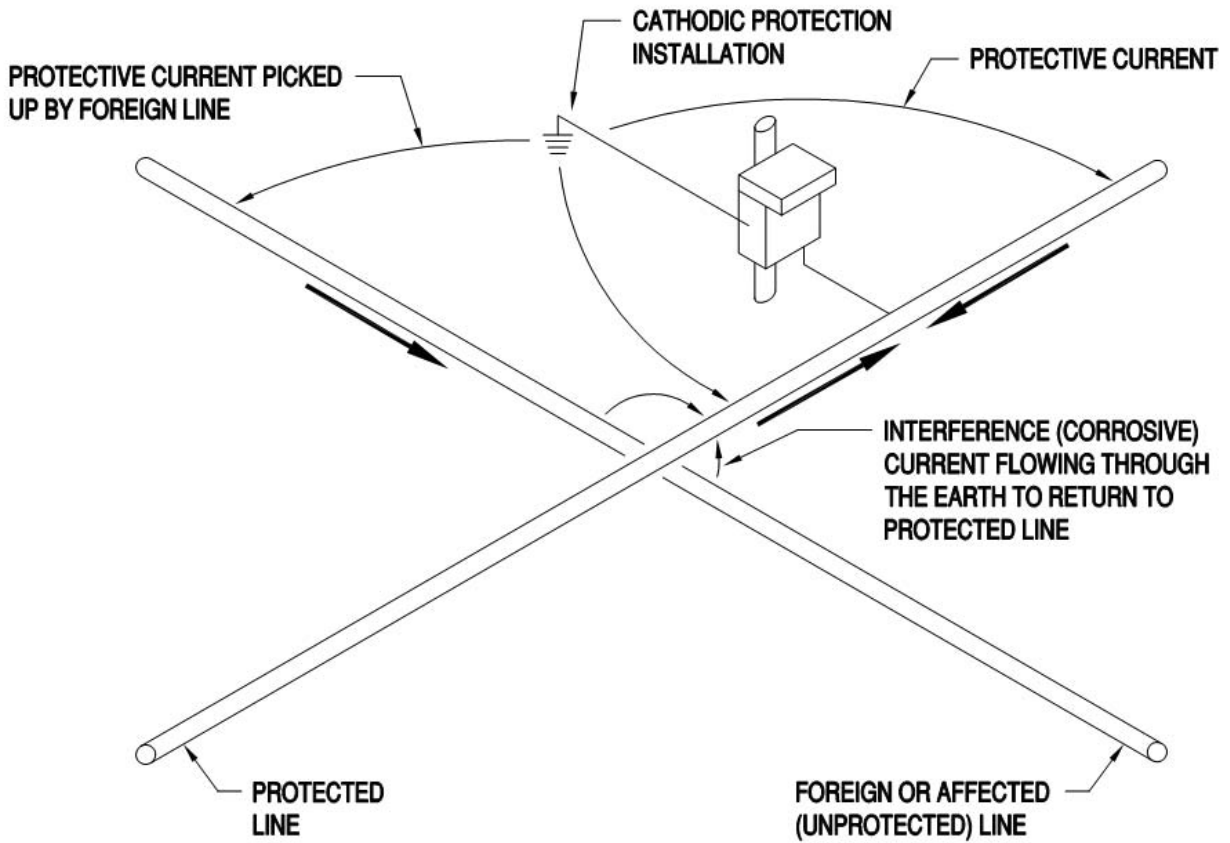 CATHODIC PROTECTION
INSTALLATION
PROTECTIVE CURRENT
PROTECTIVE CURRENT PICKED
UP BY FOREIGN LINE
INTERFERENCE (CORROSIVE)
CURRENT FLOWING THROUGH
THE EARTH TO RETURN TO
PROTECTED LINE
PROTECTED
LINE
FOREIGN OR AFFECTED
(UNPROTECTED) LINE